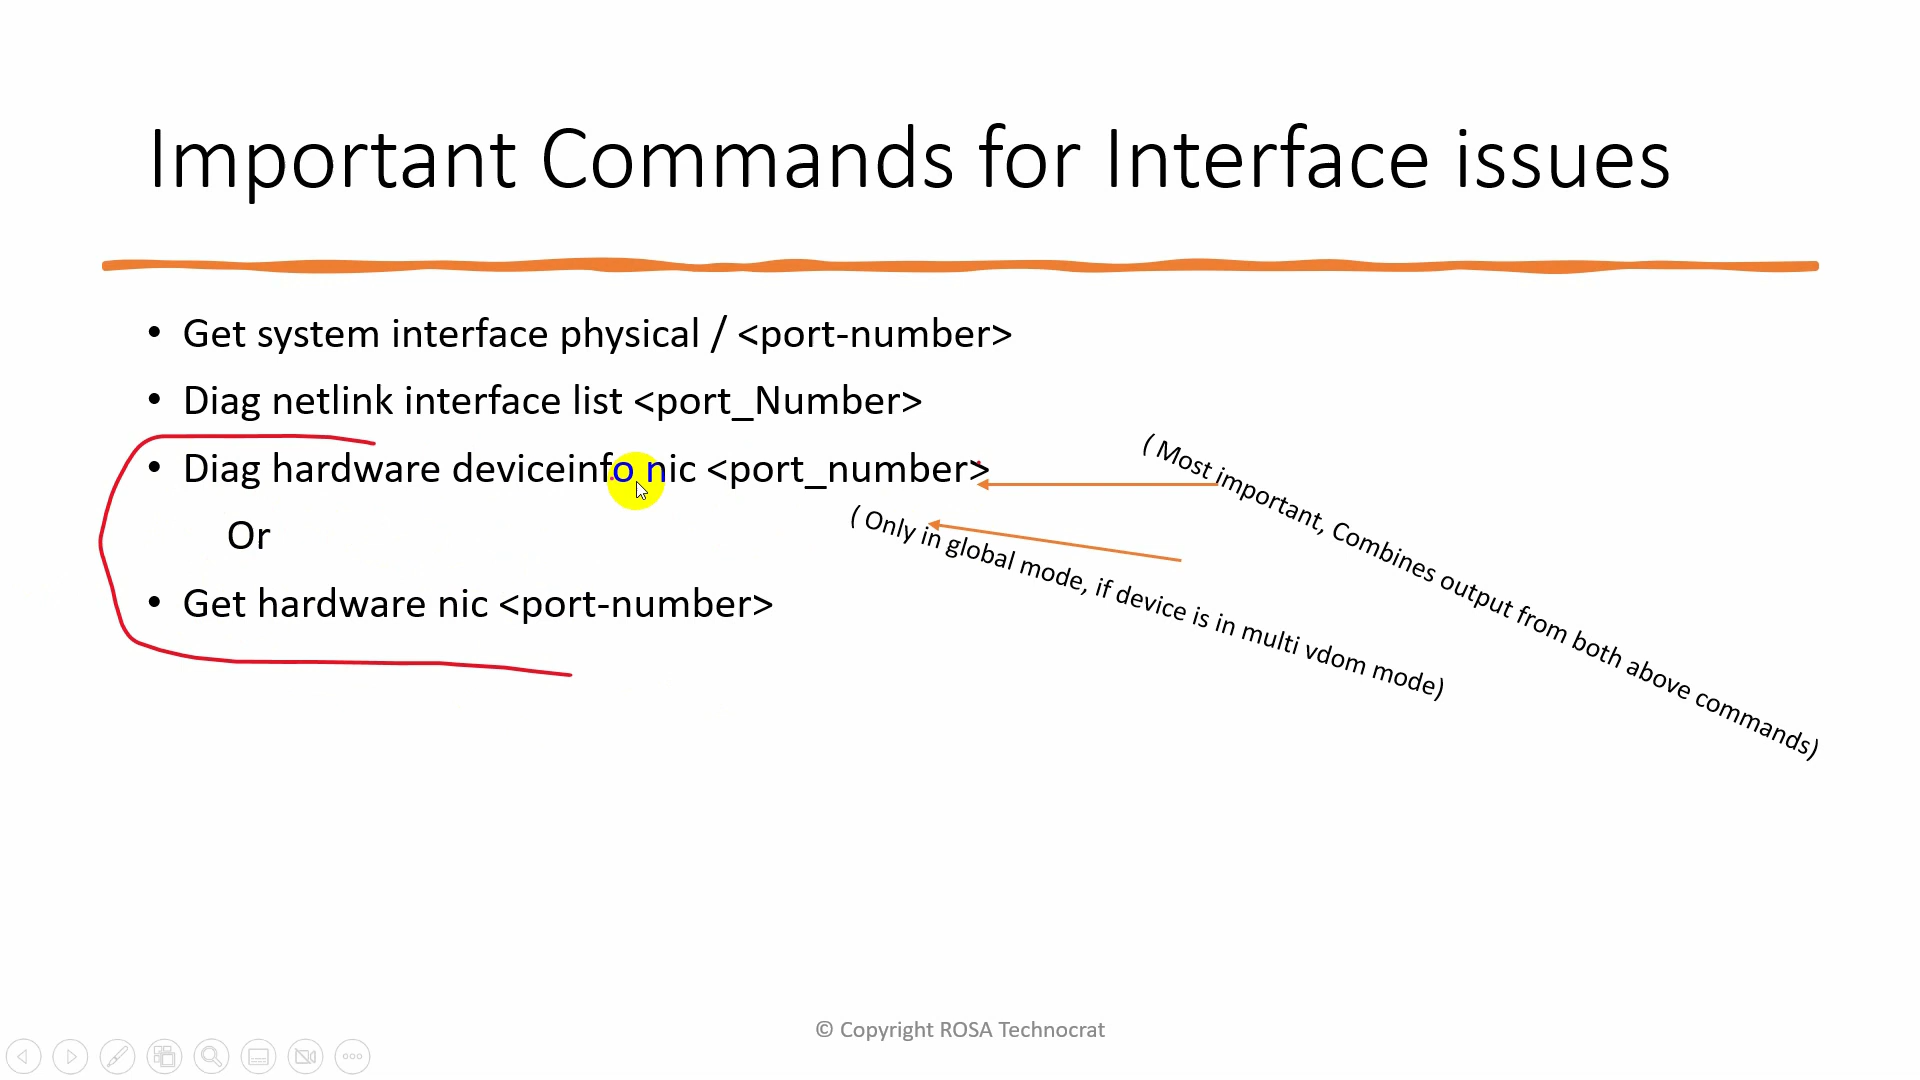 Important Commands for Interface issues
• Get system interface physical / <port-number>
• Diag netlink interface list <port_Number>
• Diag hardware deviceinfo nic <port_number>
( Most important, Combines output from both above commands)
Or
( Only in global mode, if device is in multi vdom mode)
• Get hardware nic <port-number>
© Copyright ROSA Technocrat